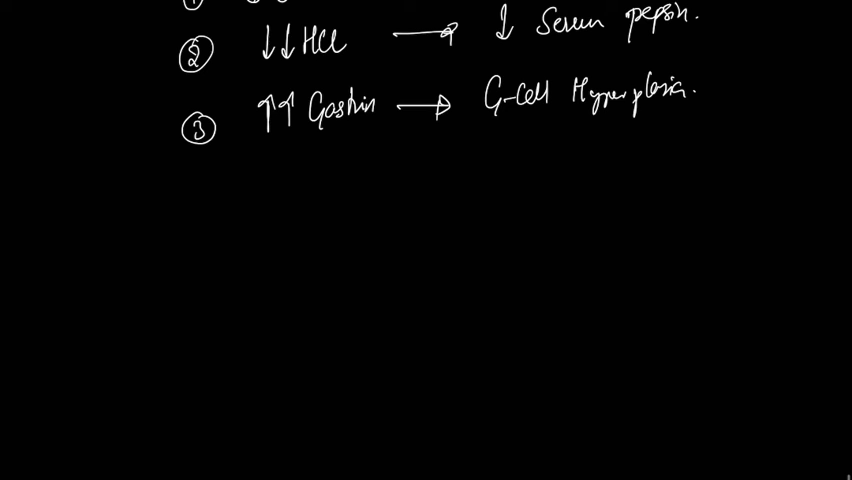 ② ↓↓ HCl → ↓ Serum pepsin.
③ ↑↑ Gastrin → G-Cell Hyperplasia.